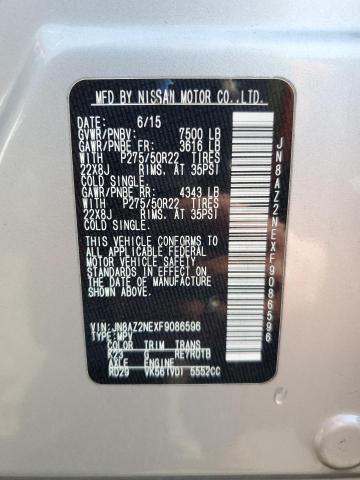 MFD BY NISSAN MOTOR CO.,LTD.
DATE: 6/15
GVWR/PNBV: 7500 LB
GAWR/PNBE FR: 3616 LB
WITH P275/50R22 TIRES
22X8J RIMS. AT 35PSI
COLD SINGLE
GAWR/PNBE RR: 4343 LB
WITH P275/50R22 TIRES
22X8J RIMS. AT 35PSI
COLD SINGLE
THIS VEHICLE CONFORMS
TO ALL APPLICABLE FEDERAL
MOTOR VEHICLE SAFETY
STANDARDS IN EFFECT ON
THE DATE OF MANUFACTURE
SHOWN ABOVE
VIN: JN8AZ2NEXF9086596
TYPE: MPV
COLOR TRIM TRANS
K23 G RE7R01B
AXLE ENGINE
RD29 VK56(VD) 5552CC
JN8AZ2NEXF9086596